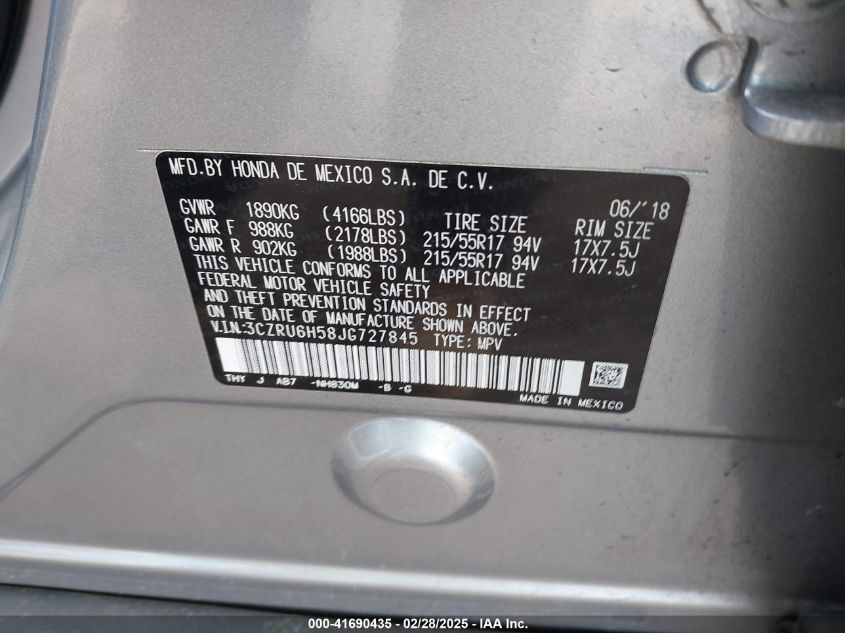 MFD.BY HONDA DE MEXICO S.A. DE C.V.
06/'18
GVWR 1890KG (4166LBS) TIRE SIZE RIM SIZE
GAWR F 988KG (2178LBS) 215/55R17 94V 17X7.5J
GAWR R 902KG (1988LBS) 215/55R17 94V 17X7.5J
THIS VEHICLE CONFORMS TO ALL APPLICABLE
FEDERAL MOTOR VEHICLE SAFETY
AND THEFT PREVENTION STANDARDS IN EFFECT
ON THE DATE OF MANUFACTURE SHOWN ABOVE.
V.I.N:3CZRU6H58JG727845 TYPE: MPV
THY J AB7 -NH830M -B -G
MADE IN MEXICO
000-41690435 - 02/28/2025 - IAA Inc.